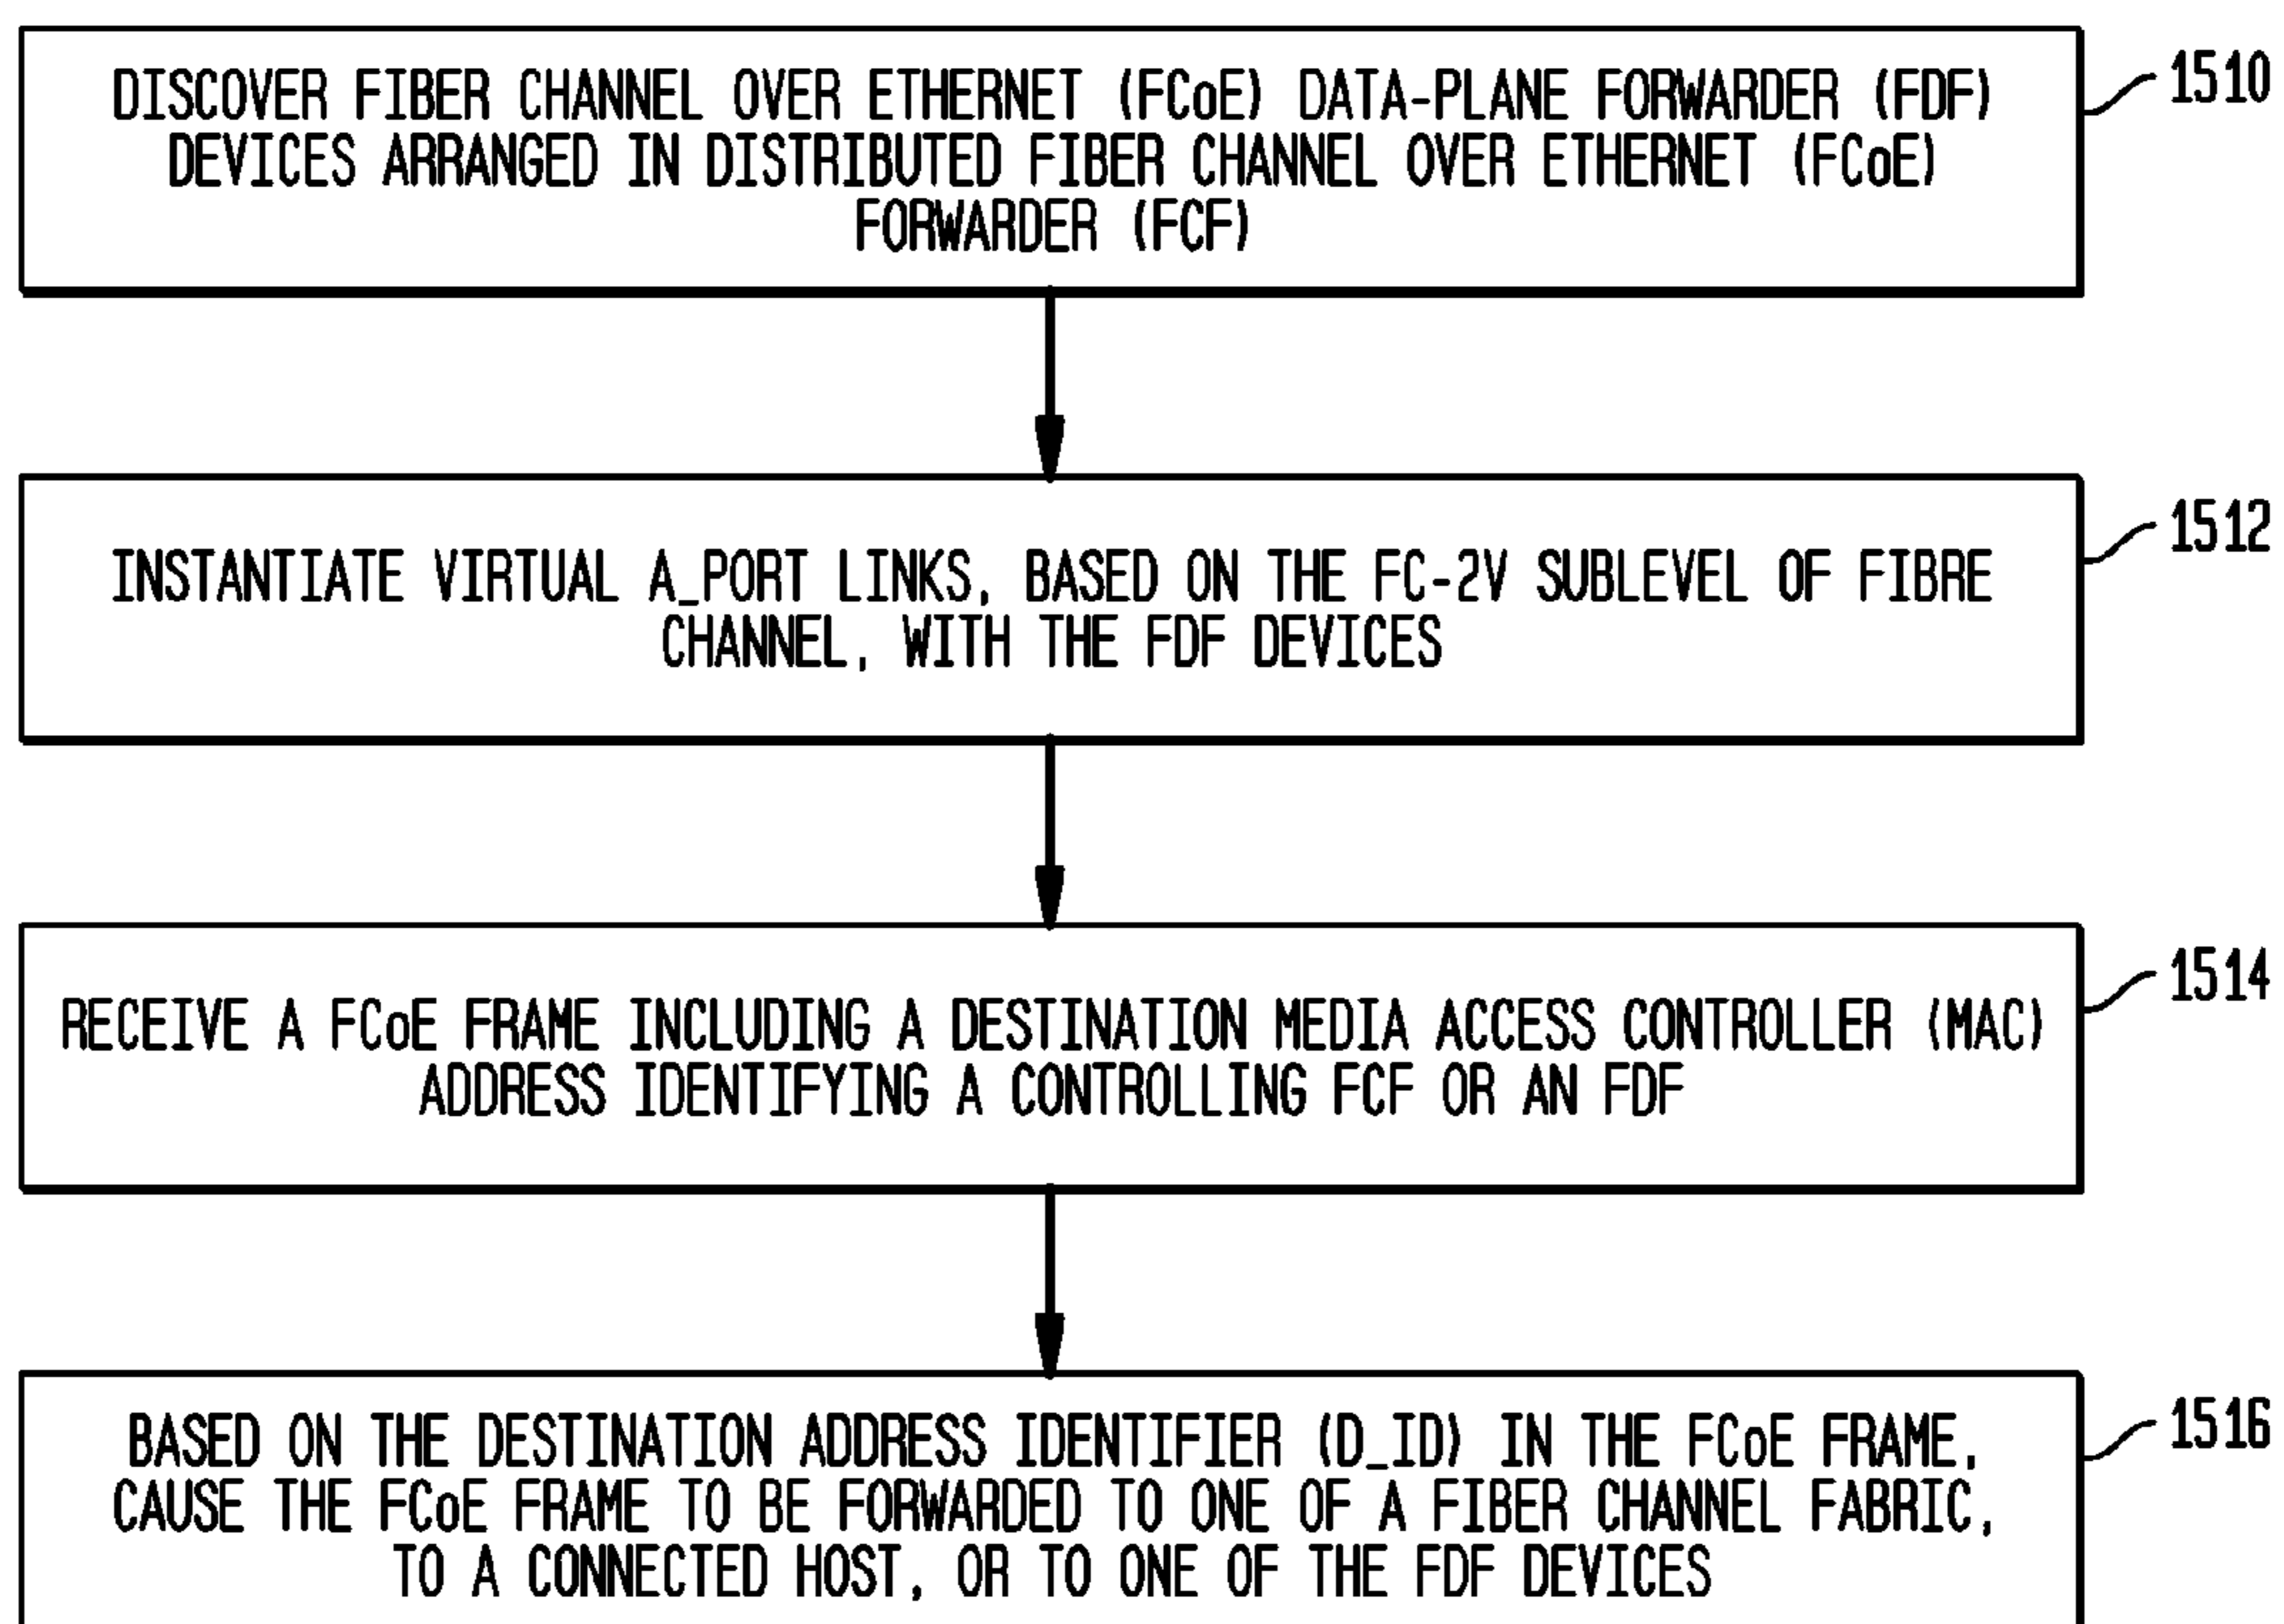 DISCOVER FIBER CHANNEL OVER ETHERNET (FCoE) DATA-PLANE FORWARDER (FDF)
DEVICES ARRANGED IN DISTRIBUTED FIBER CHANNEL OVER ETHERNET (FCoE)
FORWARDER (FCF)
1510
INSTANTIATE VIRTUAL A_PORT LINKS, BASED ON THE FC-2V SUBLEVEL OF FIBRE
CHANNEL, WITH THE FDF DEVICES
1512
RECEIVE A FCoE FRAME INCLUDING A DESTINATION MEDIA ACCESS CONTROLLER (MAC)
ADDRESS IDENTIFYING A CONTROLLING FCF OR AN FDF
1514
BASED ON THE DESTINATION ADDRESS IDENTIFIER (D_ID) IN THE FCoE FRAME,
CAUSE THE FCoE FRAME TO BE FORWARDED TO ONE OF A FIBER CHANNEL FABRIC,
TO A CONNECTED HOST, OR TO ONE OF THE FDF DEVICES
1516